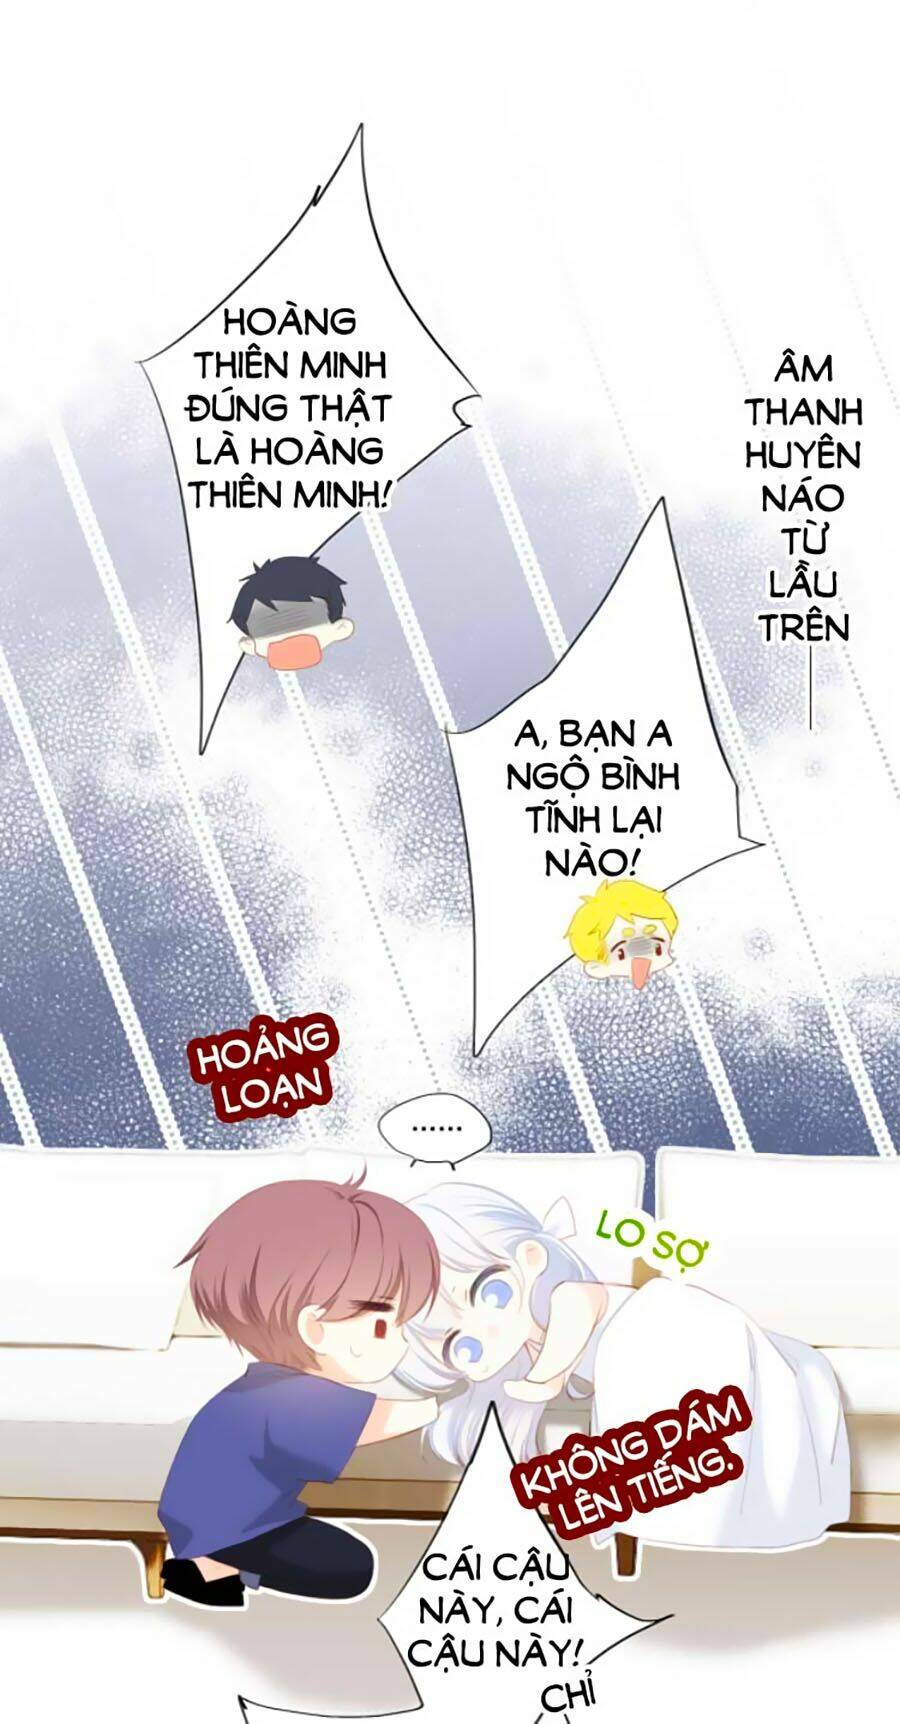 HOÀNG
THIÊN MINH
ĐÚNG THẬT
LÀ HOÀNG
THIÊN MINH!
ÂM
THANH
HUYÊN
NÁO
TỪ
LẦU
TRÊN
A, BẠN A
NGỘ BÌNH
TĨNH LẠI
NÀO!
HOẢNG
LOẠN
......
LO SỢ
KHÔNG DÁM
LÊN TIẾNG.
CÁI CẬU
NÀY, CÁI
CẬU NÀY!
CHỈ